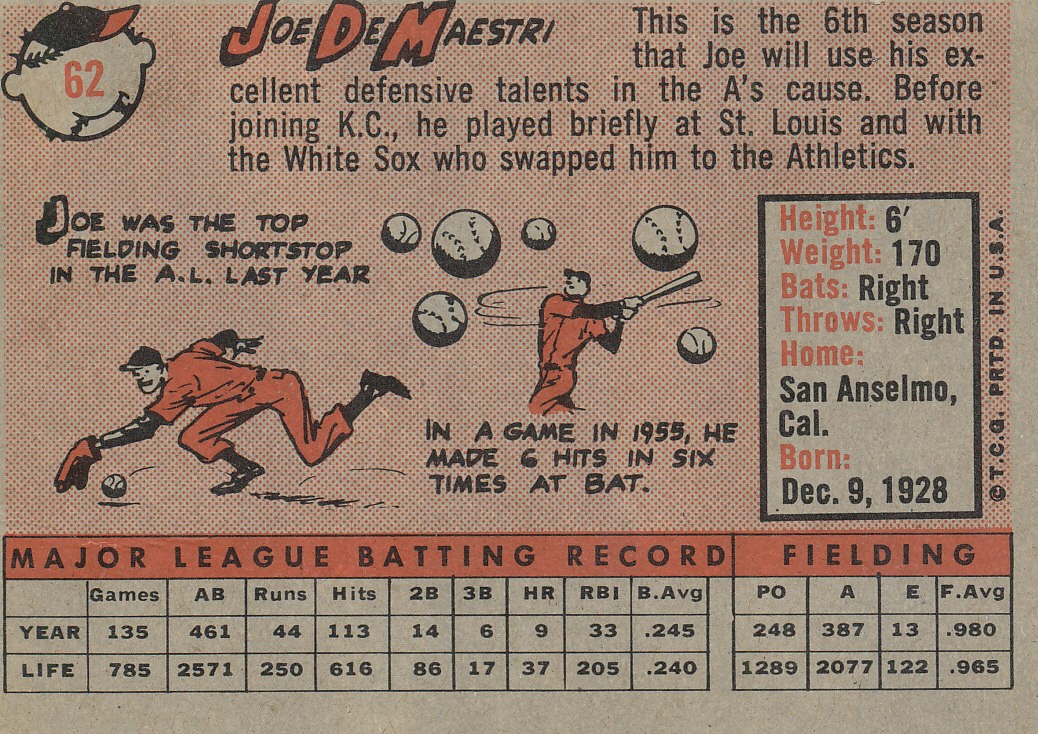 62
JOE DE MAESTRI
This is the 6th season
that Joe will use his ex-
cellent defensive talents in the A's cause. Before
joining K.C., he played briefly at St. Louis and with
the White Sox who swapped him to the Athletics.
JOE WAS THE TOP
FIELDING SHORTSTOP
IN THE A.L. LAST YEAR
IN A GAME IN 1955, HE
MADE 6 HITS IN SIX
TIMES AT BAT.
Height: 6'
Weight: 170
Bats: Right
Throws: Right
Home:
San Anselmo,
Cal.
Born:
Dec. 9, 1928
© T.C.G. PRTD. IN U.S.A.
MAJOR LEAGUE BATTING RECORD FIELDING
Games AB Runs Hits 2B 3B HR RBI B.Avg PO A E F.Avg
YEAR 135 461 44 113 14 6 9 33 .245 248 387 13 .980
LIFE 785 2571 250 616 86 17 37 205 .240 1289 2077 122 .965